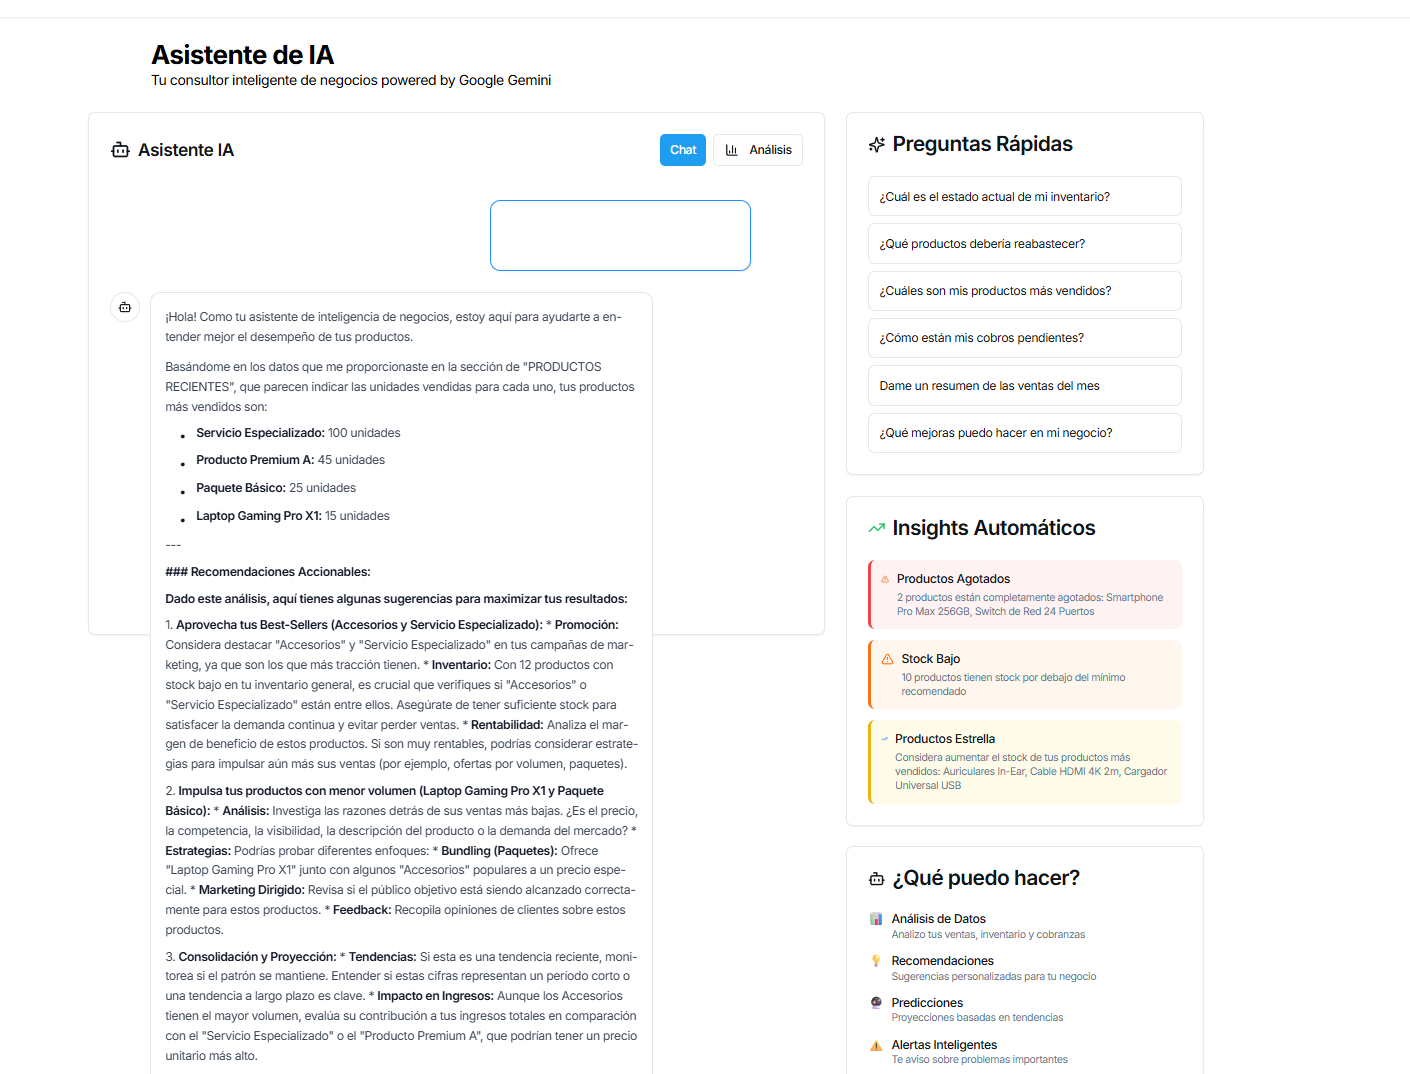 Asistente de IA
Tu consultor inteligente de negocios powered by Google Gemini
Asistente IA
Chat
Análisis
¡Hola! Como tu asistente de inteligencia de negocios, estoy aquí para ayudarte a en-
tender mejor el desempeño de tus productos.
Basándome en los datos que me proporcionaste en la sección de "PRODUCTOS
RECIENTES", que parecen indicar las unidades vendidas para cada uno, tus productos
más vendidos son:
• Servicio Especializado: 100 unidades
• Producto Premium A: 45 unidades
• Paquete Básico: 25 unidades
• Laptop Gaming Pro X1: 15 unidades
---
### Recomendaciones Accionables:
Dado este análisis, aquí tienes algunas sugerencias para maximizar tus resultados:
1. Aprovecha tus Best-Sellers (Accesorios y Servicio Especializado): * Promoción:
Considera destacar "Accesorios" y "Servicio Especializado" en tus campañas de mar-
keting, ya que son los que más tracción tienen. * Inventario: Con 12 productos con
stock bajo en tu inventario general, es crucial que verifiques si "Accesorios" o
"Servicio Especializado" están entre ellos. Asegúrate de tener suficiente stock para
satisfacer la demanda continua y evitar perder ventas. * Rentabilidad: Analiza el mar-
gen de beneficio de estos productos. Si son muy rentables, podrías considerar estrate-
gias para impulsar aún más sus ventas (por ejemplo, ofertas por volumen, paquetes).
2. Impulsa tus productos con menor volumen (Laptop Gaming Pro X1 y Paquete
Básico): * Análisis: Investiga las razones detrás de sus ventas más bajas. ¿Es el precio,
la competencia, la visibilidad, la descripción del producto o la demanda del mercado? *
Estrategias: Podrías probar diferentes enfoques: * Bundling (Paquetes): Ofrece
"Laptop Gaming Pro X1" junto con algunos "Accesorios" populares a un precio espe-
cial. * Marketing Dirigido: Revisa si el público objetivo está siendo alcanzado correcta-
mente para estos productos. * Feedback: Recopila opiniones de clientes sobre estos
productos.
3. Consolidación y Proyección: * Tendencias: Si esta es una tendencia reciente, moni-
torea si el patrón se mantiene. Entender si estas cifras representan un período corto o
una tendencia a largo plazo es clave. * Impacto en Ingresos: Aunque los Accesorios
tienen el mayor volumen, evalúa su contribución a tus ingresos totales en comparación
con el "Servicio Especializado" o el "Producto Premium A", que podrían tener un precio
unitario más alto.
Preguntas Rápidas
¿Cuál es el estado actual de mi inventario?
¿Qué productos debería reabastecer?
¿Cuáles son mis productos más vendidos?
¿Cómo están mis cobros pendientes?
Dame un resumen de las ventas del mes
¿Qué mejoras puedo hacer en mi negocio?
Insights Automáticos
Productos Agotados
2 productos están completamente agotados: Smartphone
Pro Max 256GB, Switch de Red 24 Puertos
Stock Bajo
10 productos tienen stock por debajo del mínimo
recomendado
Productos Estrella
Considera aumentar el stock de tus productos más
vendidos: Auriculares In-Ear, Cable HDMI 4K 2m, Cargador
Universal USB
¿Qué puedo hacer?
Análisis de Datos
Analizo tus ventas, inventario y cobranzas
Recomendaciones
Sugerencias personalizadas para tu negocio
Predicciones
Proyecciones basadas en tendencias
Alertas Inteligentes
Te aviso sobre problemas importantes